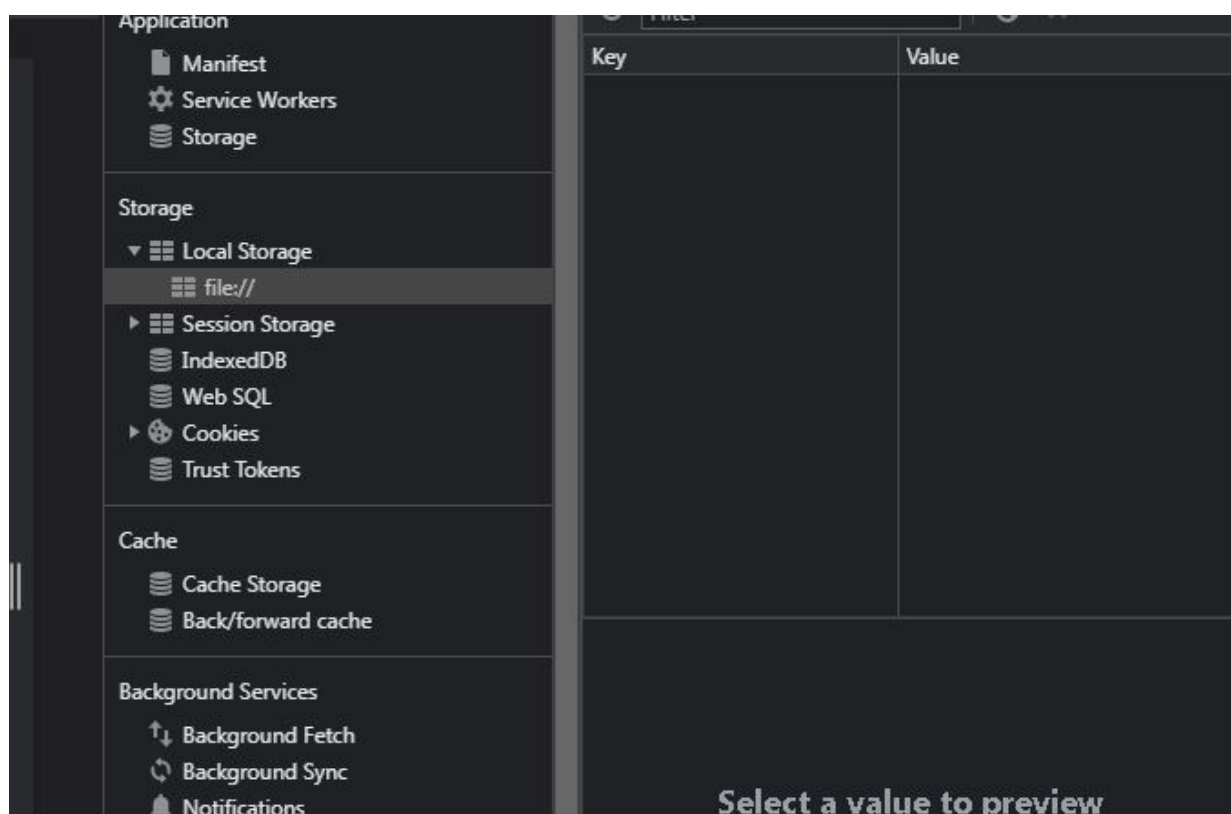 Application
Manifest
Service Workers
Storage
Storage
Local Storage
file://
Session Storage
IndexedDB
Web SQL
Cookies
Trust Tokens
Cache
Cache Storage
Back/forward cache
Background Services
Background Fetch
Background Sync
Notifications
Filter
Key Value
Select a value to preview